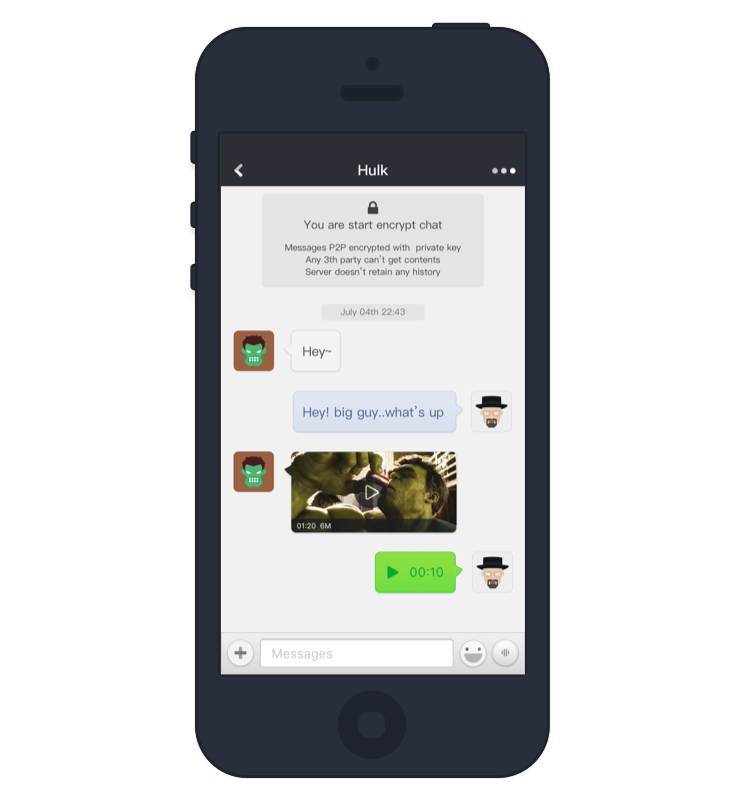 Hulk
You are start encrypt chat
Messages P2P encrypted with private key
Any 3th party can't get contents
Server doesn't retain any history
July 04th 22:43
Hey~
Hey! big guy..what's up
01:20 6M
00:10
Messages